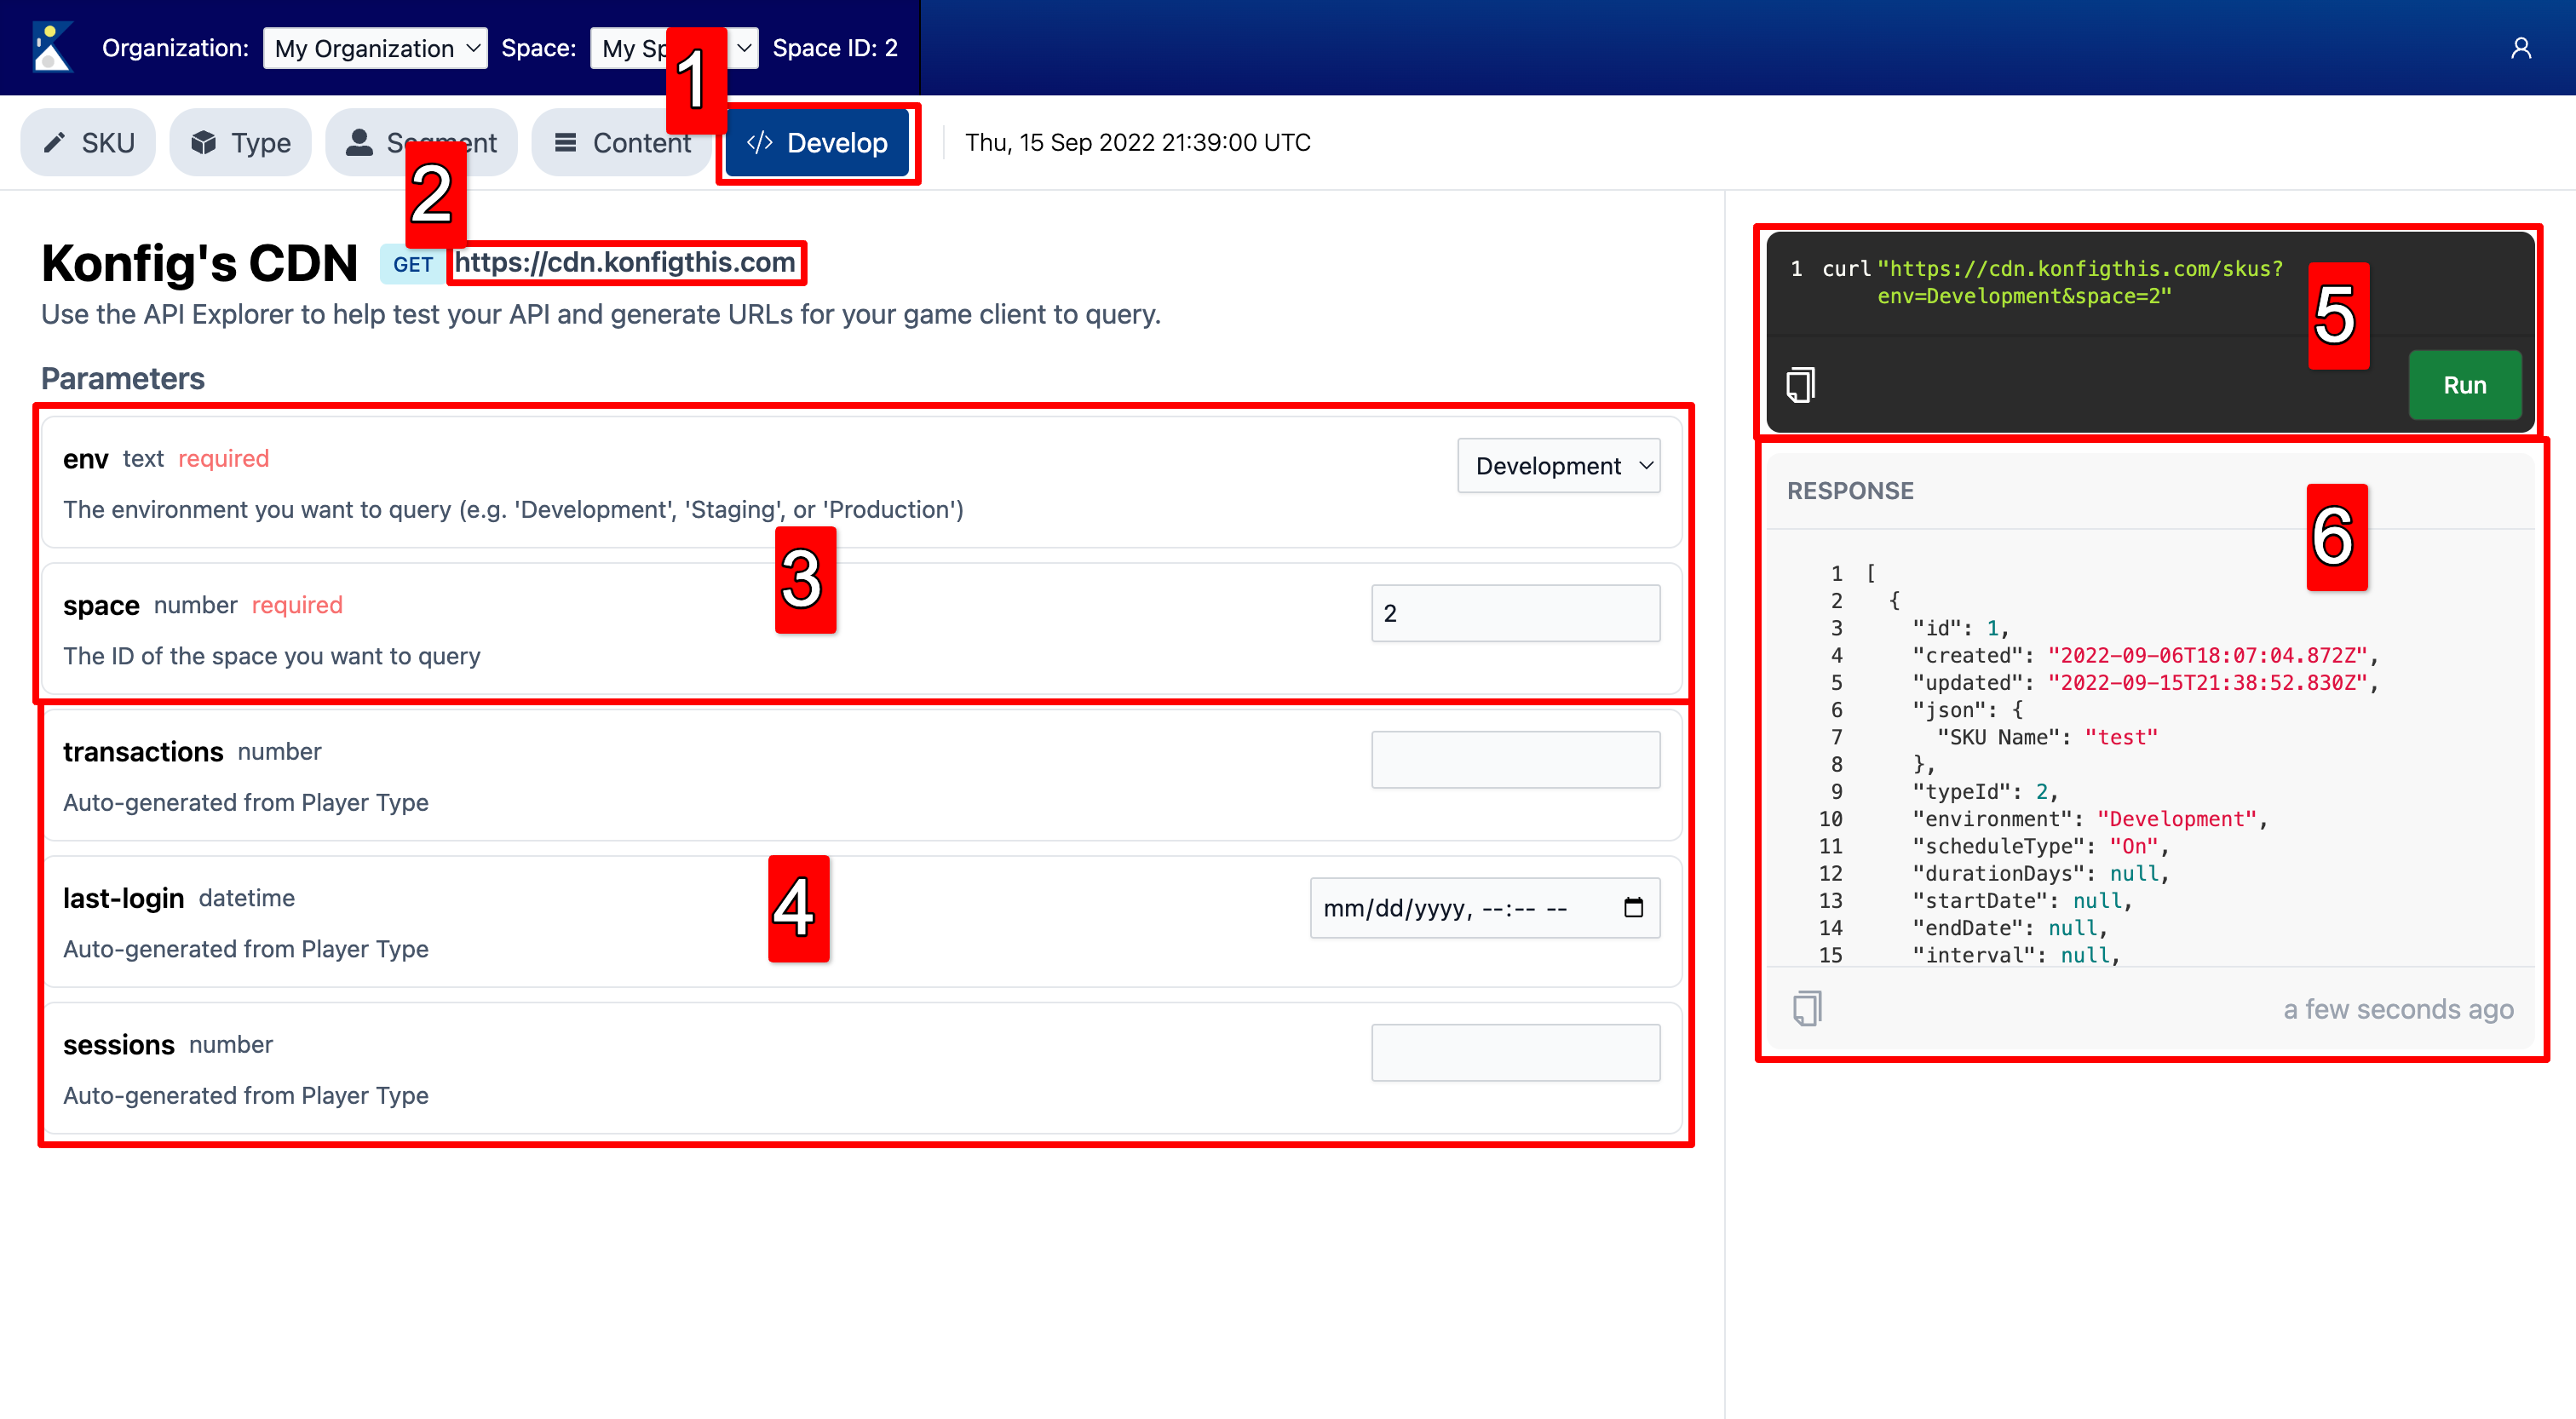 Organization: My Organization Space: My Sp Space ID: 2
1
SKU Type Segment Content </> Develop Thu, 15 Sep 2022 21:39:00 UTC
2
Konfig's CDN GET https://cdn.konfigthis.com
Use the API Explorer to help test your API and generate URLs for your game client to query.
Parameters
env text required Development
The environment you want to query (e.g. 'Development', 'Staging', or 'Production')
3
space number required 2
The ID of the space you want to query
transactions number
Auto-generated from Player Type
4
last-login datetime mm/dd/yyyy, --:-- --
Auto-generated from Player Type
sessions number
Auto-generated from Player Type
1 curl "https://cdn.konfigthis.com/skus?
env=Development&space=2"
5
Run
RESPONSE
6
1 [
2 {
3 "id": 1,
4 "created": "2022-09-06T18:07:04.872Z",
5 "updated": "2022-09-15T21:38:52.830Z",
6 "json": {
7 "SKU Name": "test"
8 },
9 "typeId": 2,
10 "environment": "Development",
11 "scheduleType": "On",
12 "durationDays": null,
13 "startDate": null,
14 "endDate": null,
15 "interval": null,
a few seconds ago